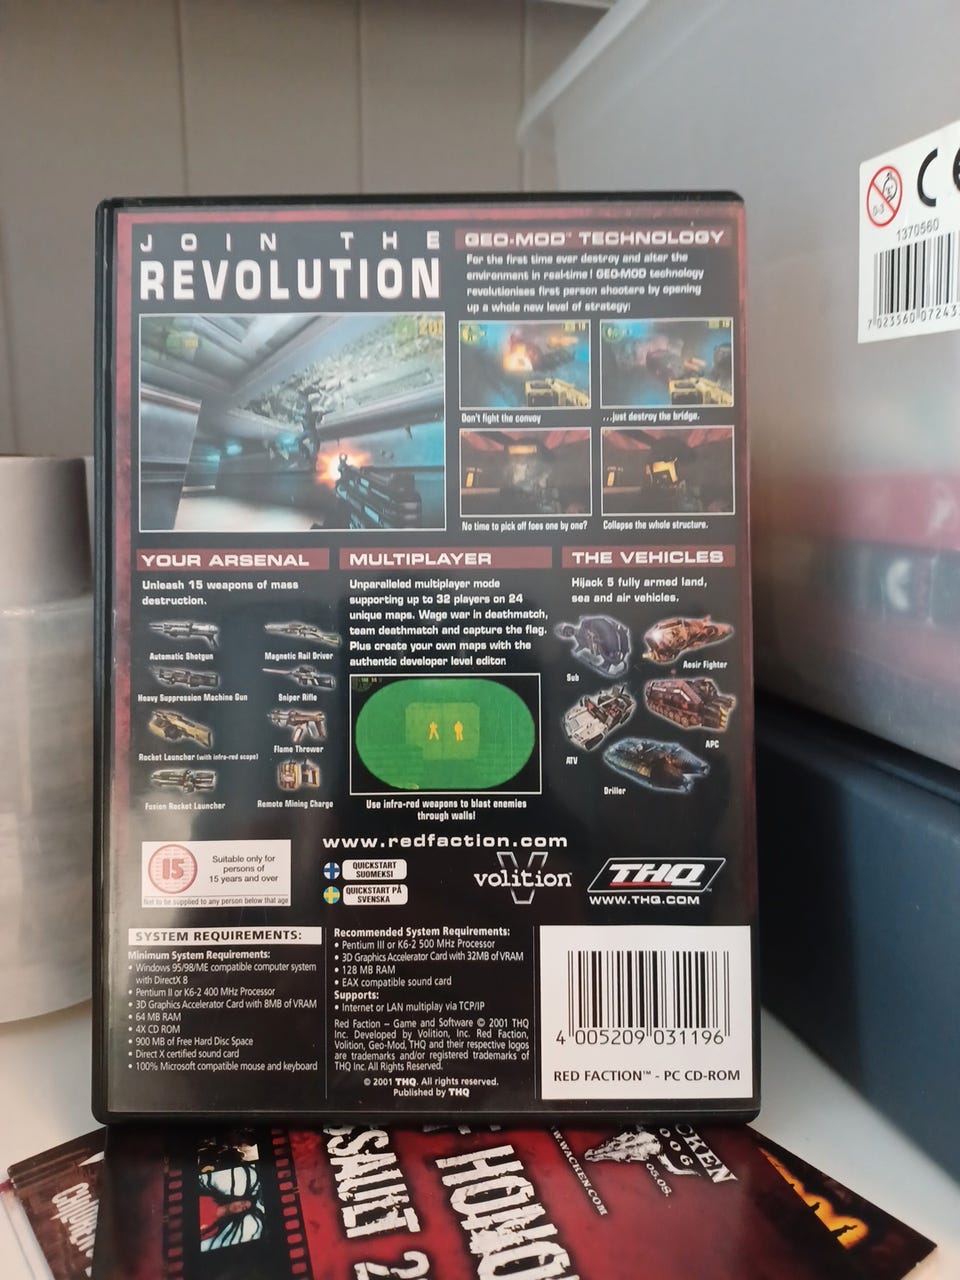 JOIN THE
REVOLUTION
GEO-MOD™ TECHNOLOGY
For the first time ever destroy and alter the
environment in real-time! GEO-MOD technology
revolutionises first person shooters by opening
up a whole new level of strategy!
Don't fight the convoy
...just destroy the bridge.
No time to pick off foes one by one?
Collapse the whole structure.
YOUR ARSENAL
Unleash 15 weapons of mass
destruction.
Automatic Shotgun
Magnetic Rail Driver
Heavy Suppression Machine Gun
Sniper Rifle
Rocket Launcher (with infra-red scope)
Flame Thrower
Fusion Rocket Launcher
Remote Mining Charge
MULTIPLAYER
Unparalleled multiplayer mode
supporting up to 32 players on 24
unique maps. Wage war in deathmatch,
team deathmatch and capture the flag.
Plus create your own maps with the
authentic developer level editor.
Use infra-red weapons to blast enemies
through walls!
THE VEHICLES
Hijack 5 fully armed land,
sea and air vehicles.
Sub
Aesir Fighter
ATV
APC
Driller
www.redfaction.com
15
Suitable only for
persons of
15 years and over
Not to be supplied to any person below that age
QUICKSTART
SUOMEKSI
QUICKSTART PÅ
SVENSKA
volition
THQ
WWW.THQ.COM
SYSTEM REQUIREMENTS:
Minimum System Requirements:
• Windows 95/98/ME compatible computer system
with DirectX 8
• Pentium II or K6-2 400 MHz Processor
• 3D Graphics Accelerator Card with 8MB of VRAM
• 64 MB RAM
• 4X CD ROM
• 900 MB of Free Hard Disc Space
• Direct X certified sound card
• 100% Microsoft compatible mouse and keyboard
Recommended System Requirements:
• Pentium III or K6-2 500 MHz Processor
• 3D Graphics Accelerator Card with 32MB of VRAM
• 128 MB RAM
• EAX compatible sound card
Supports:
• Internet or LAN multiplay via TCP/IP
Red Faction – Game and Software © 2001 THQ
Inc. Developed by Volition, Inc. Red Faction,
Volition, Geo-Mod, THQ and their respective logos
are trademarks and/or registered trademarks of
THQ Inc. All Rights Reserved.
© 2001 THQ. All rights reserved.
Published by THQ
4 005209 031196
RED FACTION™ - PC CD-ROM
0-3
CE
1370560
7 023560 07243
WWW.WACKEN.COM
05.08.